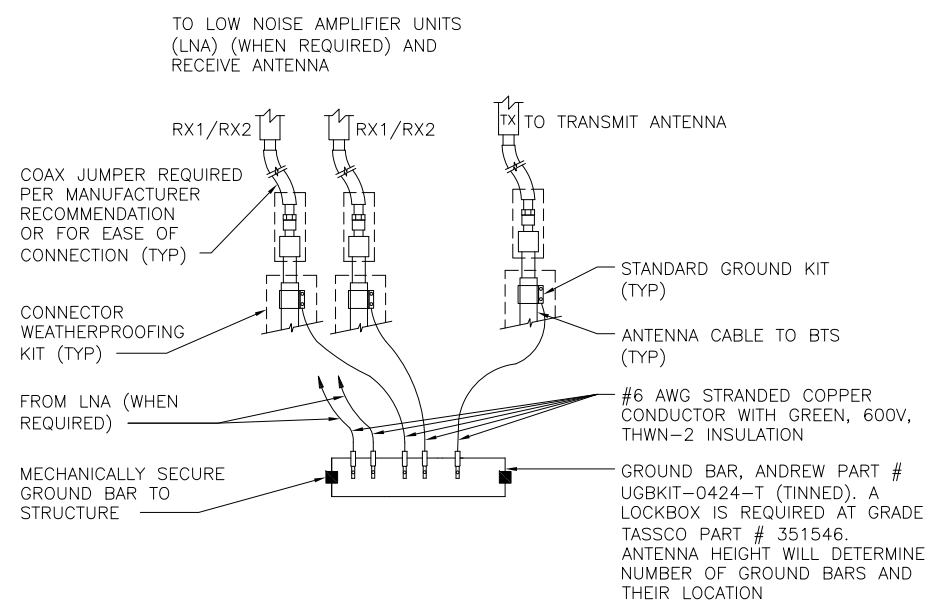 TO LOW NOISE AMPLIFIER UNITS
(LNA) (WHEN REQUIRED) AND
RECEIVE ANTENNA
RX1/RX2
RX1/RX2
TX
TO TRANSMIT ANTENNA
COAX JUMPER REQUIRED
PER MANUFACTURER
RECOMMENDATION
OR FOR EASE OF
CONNECTION (TYP)
STANDARD GROUND KIT
(TYP)
CONNECTOR
WEATHERPROOFING
KIT (TYP)
ANTENNA CABLE TO BTS
(TYP)
FROM LNA (WHEN
REQUIRED)
#6 AWG STRANDED COPPER
CONDUCTOR WITH GREEN, 600V,
THWN-2 INSULATION
MECHANICALLY SECURE
GROUND BAR TO
STRUCTURE
GROUND BAR, ANDREW PART #
UGBKIT-0424-T (TINNED). A
LOCKBOX IS REQUIRED AT GRADE
TASSCO PART # 351546.
ANTENNA HEIGHT WILL DETERMINE
NUMBER OF GROUND BARS AND
THEIR LOCATION